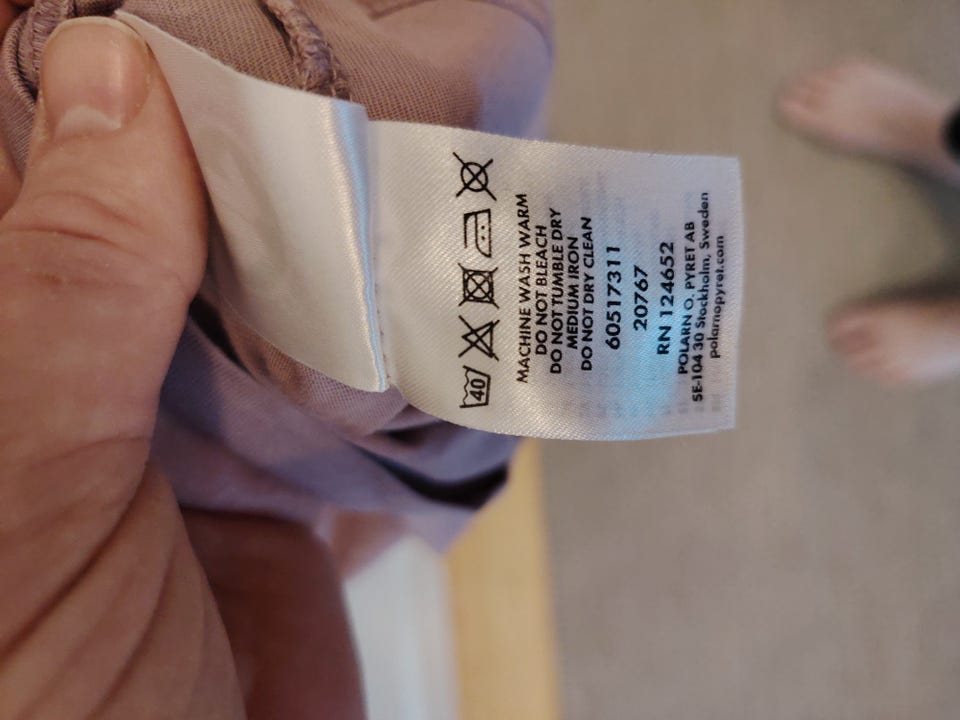 40
MACHINE WASH WARM
DO NOT BLEACH
DO NOT TUMBLE DRY
MEDIUM IRON
DO NOT DRY CLEAN
60517311
20767
RN 124652
POLARN O. PYRET AB
SE-104 30 Stockholm, Sweden
polarnopyret.com